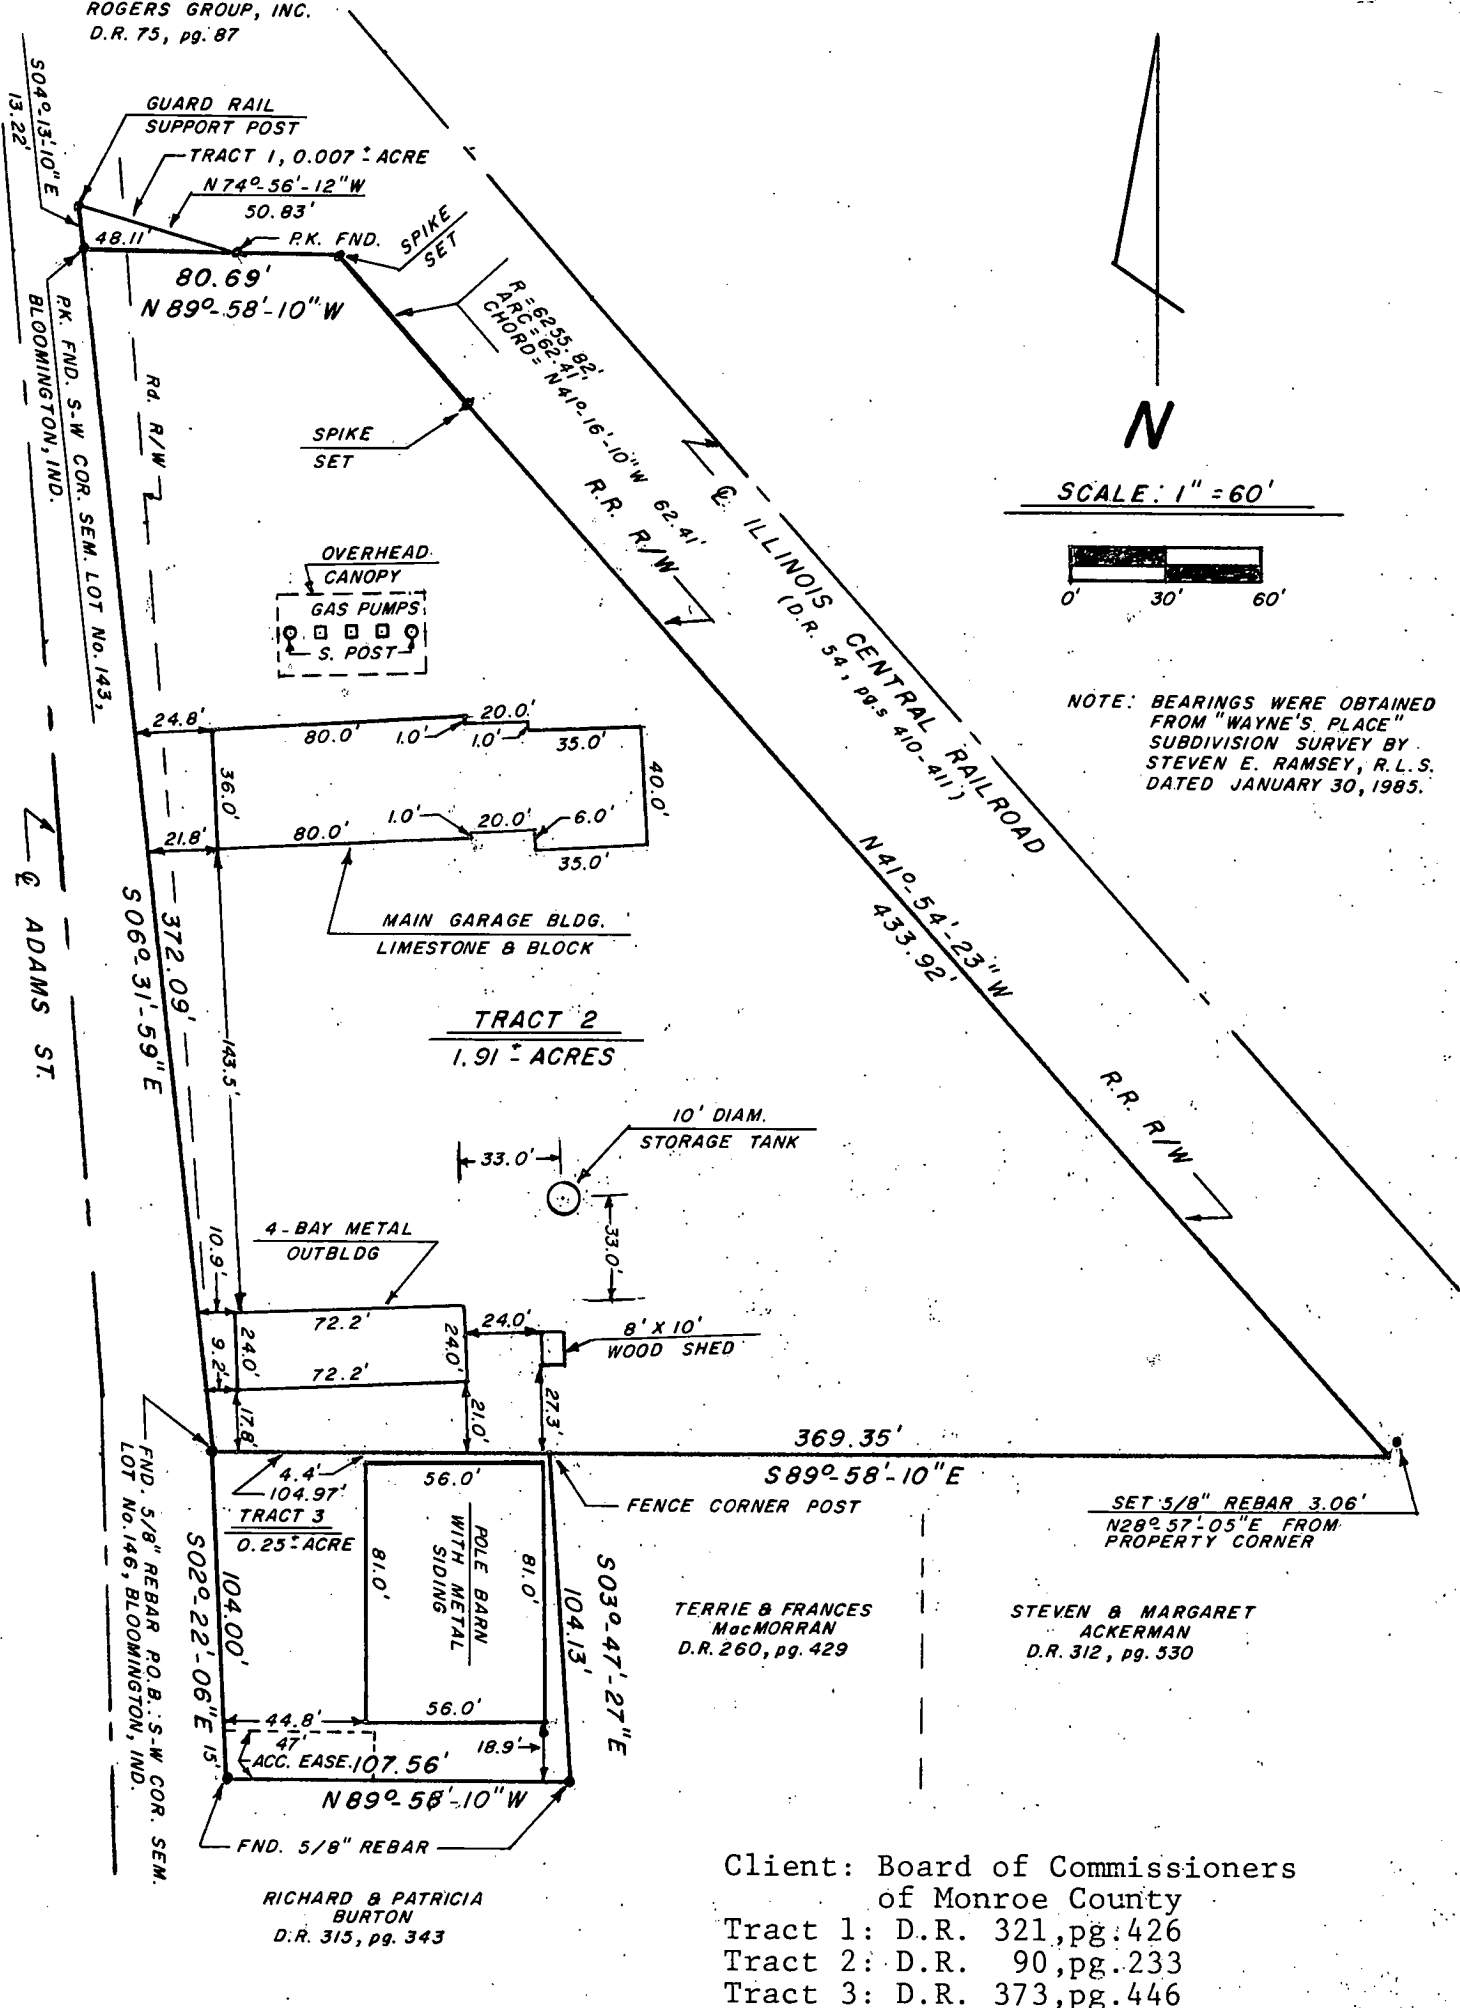 ROGERS GROUP, INC.
D.R. 75, pg. 87
S04°-13'-10"E
13.22'
GUARD RAIL
SUPPORT POST
TRACT 1, 0.007 ± ACRE
N 74°-56'-12" W
50.83'
48.11'
P.K. FND.
SPIKE
SET
80.69'
N 89°-58'-10" W
R = 6255.82'
ARC = 62.41'
CHORD = N 41°-16'-10" W 62.41'
N
SCALE: 1" = 60'
0' 30' 60'
NOTE: BEARINGS WERE OBTAINED
FROM "WAYNE'S PLACE"
SUBDIVISION SURVEY BY
STEVEN E. RAMSEY, R.L.S.
DATED JANUARY 30, 1985.
PK. FND. S-W COR. SEM. LOT No. 143,
BLOOMINGTON, IND.
Rd. R/W
SPIKE
SET
R.R. R/W
℄ ILLINOIS CENTRAL RAILROAD
(D.R. 54, pg.s 410-411)
OVERHEAD
CANOPY
GAS PUMPS
S. POST
24.8'
80.0'
1.0'
20.0'
1.0'
35.0'
36.0'
40.0'
21.8'
80.0'
1.0'
20.0'
6.0'
35.0'
MAIN GARAGE BLDG.
LIMESTONE & BLOCK
℄ ADAMS ST.
372.09'
S 06°-31'-59" E
N 41°-54'-23" W
433.92'
TRACT 2
1.91 ± ACRES
143.5'
10' DIAM.
STORAGE TANK
33.0'
33.0'
R.R. R/W
4-BAY METAL
OUTBLDG
10.9'
72.2'
24.0'
24.0'
24.0'
8' X 10'
WOOD SHED
9.2'
72.2'
17.8'
21.0'
27.3'
369.35'
S 89°-58'-10" E
FND. 5/8" REBAR P.O.B.: S-W COR. SEM.
LOT No. 146, BLOOMINGTON, IND.
4.4'
104.97'
56.0'
FENCE CORNER POST
TRACT 3
0.25 ± ACRE
SET 5/8" REBAR 3.06'
N28°-57'-05"E FROM
PROPERTY CORNER
81.0'
POLE BARN
WITH METAL
SIDING
81.0'
104.00'
S02°-22'-06"E
S03°-47'-27"E
104.13'
TERRIE & FRANCES
MacMORRAN
D.R. 260, pg. 429
STEVEN & MARGARET
ACKERMAN
D.R. 312, pg. 530
44.8'
56.0'
15'
47'
ACC. EASE.
107.56'
18.9'
N 89°-58'-10" W
FND. 5/8" REBAR
RICHARD & PATRICIA
BURTON
D.R. 315, pg. 343
Client: Board of Commissioners
of Monroe County
Tract 1: D.R. 321,pg.426
Tract 2: D.R. 90,pg.233
Tract 3: D.R. 373,pg.446